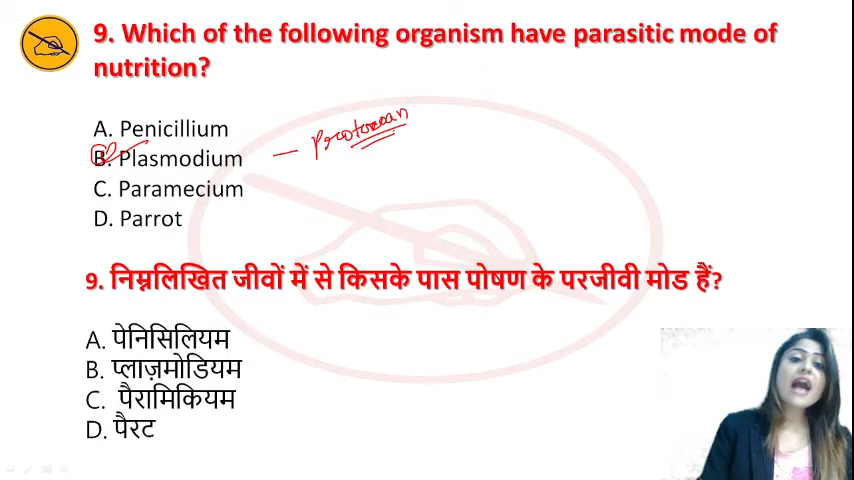 9. Which of the following organism have parasitic mode of
nutrition?
A. Penicillium
B. Plasmodium — Protozoan
C. Paramecium
D. Parrot
9. निम्नलिखित जीवों में से किसके पास पोषण के परजीवी मोड हैं?
A. पेनिसिलियम
B. प्लाज़मोडियम
C. पैरामिकियम
D. पैरट